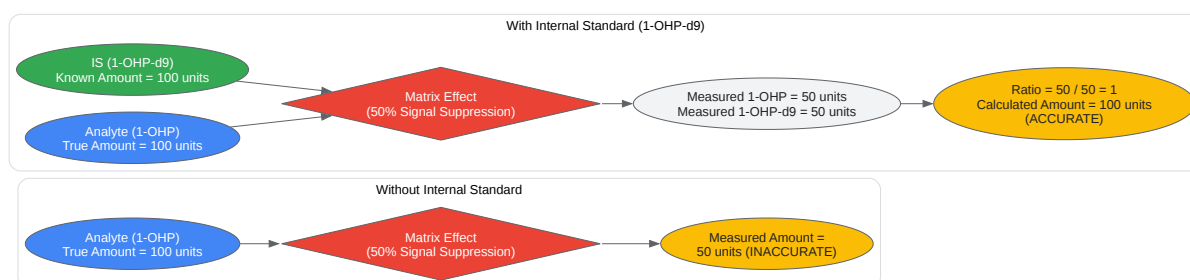 With Internal Standard (1-OHP-d9)
IS (1-OHP-d9)
Known Amount = 100 units
Analyte (1-OHP)
True Amount = 100 units
Matrix Effect
(50% Signal Suppression)
Measured 1-OHP = 50 units
Measured 1-OHP-d9 = 50 units
Ratio = 50 / 50 = 1
Calculated Amount = 100 units
(ACCURATE)
Without Internal Standard
Analyte (1-OHP)
True Amount = 100 units
Matrix Effect
(50% Signal Suppression)
Measured Amount =
50 units (INACCURATE)